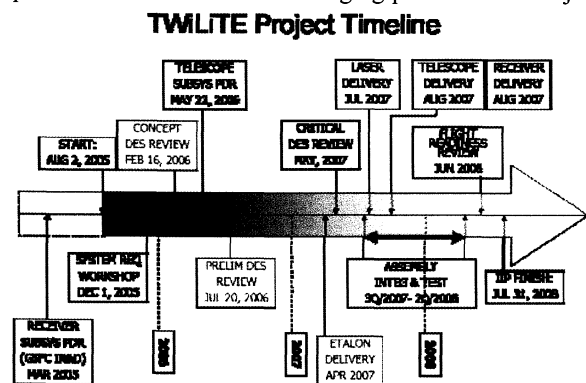 TWiLiTE Project Timeline
TELESCOPE
SUBSYS PDR
MAY 22, 2006
LASER
DELIVERY
JUL 2007
TELESCOPE
DELIVERY
AUG 2007
RECEIVER
DELIVERY
AUG 2007
START:
AUG 2, 2005
CONCEPT
DES REVIEW
FEB 16, 2006
CRITICAL
DES REVIEW
2007
FLIGHT
READINESS
REVIEW
JUN 2008
SYSTEM REQ
WORKSHOP
DEC 1, 2005
PRELIM DES
REVIEW
JUL 20, 2006
ASSEMBLY
INTEG & TEST
3Q/2007- 2Q/2008
IIP FINISH:
JUL 31, 2008
RECEIVER
SUBSYS PDR
(GSFC IRAD)
MAR 2005
2006
2007
ETALON
DELIVERY
APR 2007
2008